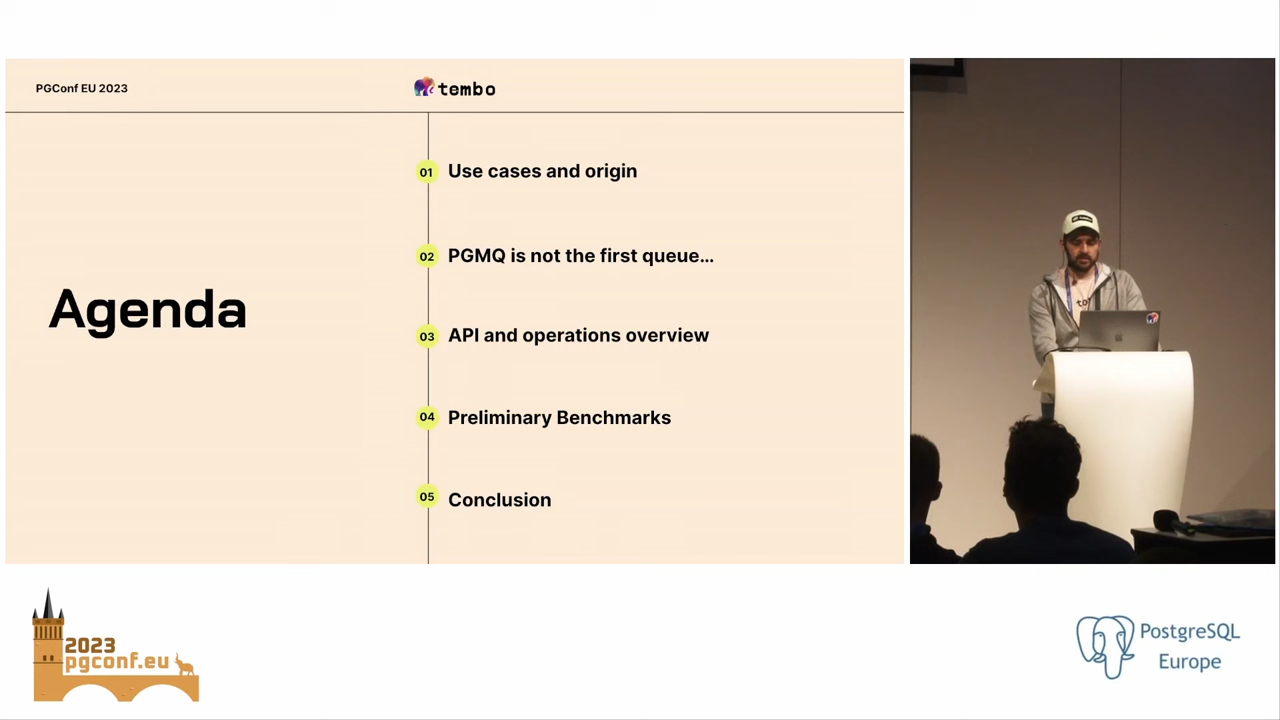 PGConf EU 2023
tembo
Agenda
01 Use cases and origin
02 PGMQ is not the first queue...
03 API and operations overview
04 Preliminary Benchmarks
05 Conclusion
2023
pgconf.eu
PostgreSQL
Europe